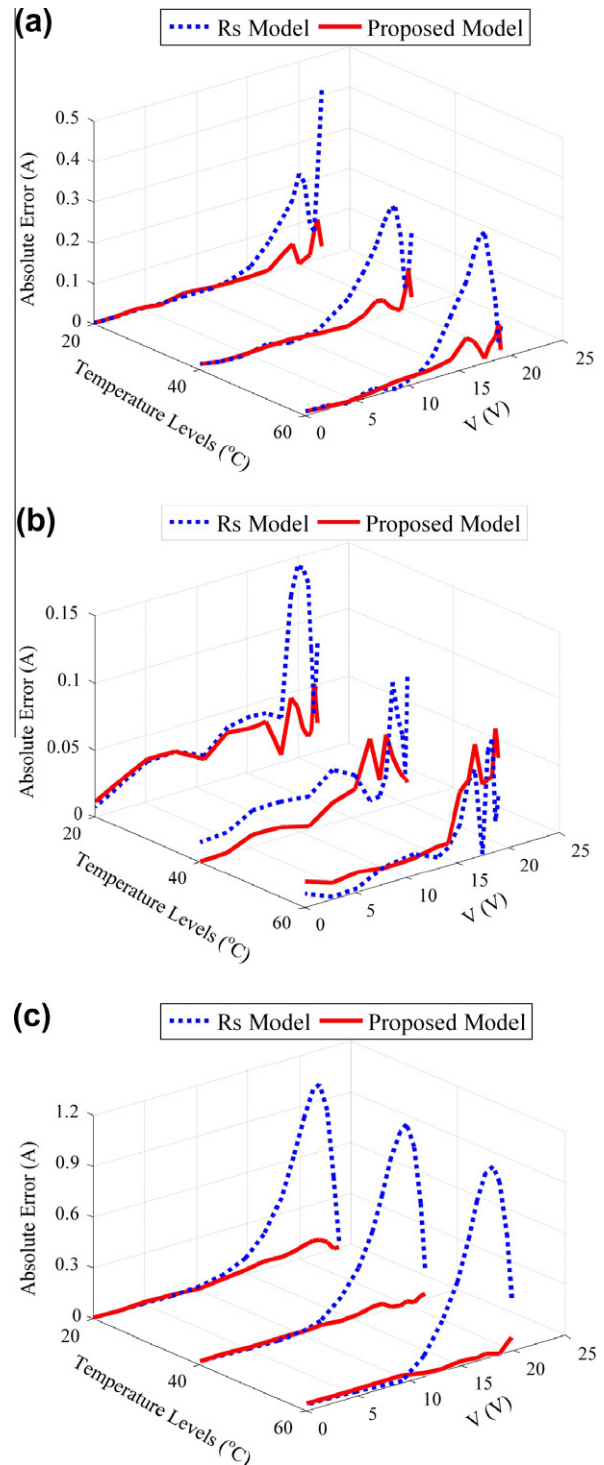 (a)
Rs Model
Proposed Model
0.5
0.4
0.3
0.2
0.1
0
Absolute Error (A)
20
40
60
Temperature Levels (°C)
0
5
10
15
20
25
V (V)
(b)
Rs Model
Proposed Model
0.15
0.1
0.05
0
Absolute Error (A)
20
40
60
Temperature Levels (°C)
0
5
10
15
20
25
V (V)
(c)
Rs Model
Proposed Model
1.2
0.9
0.6
0.3
0
Absolute Error (A)
20
40
60
Temperature Levels (°C)
0
5
10
15
20
25
V (V)